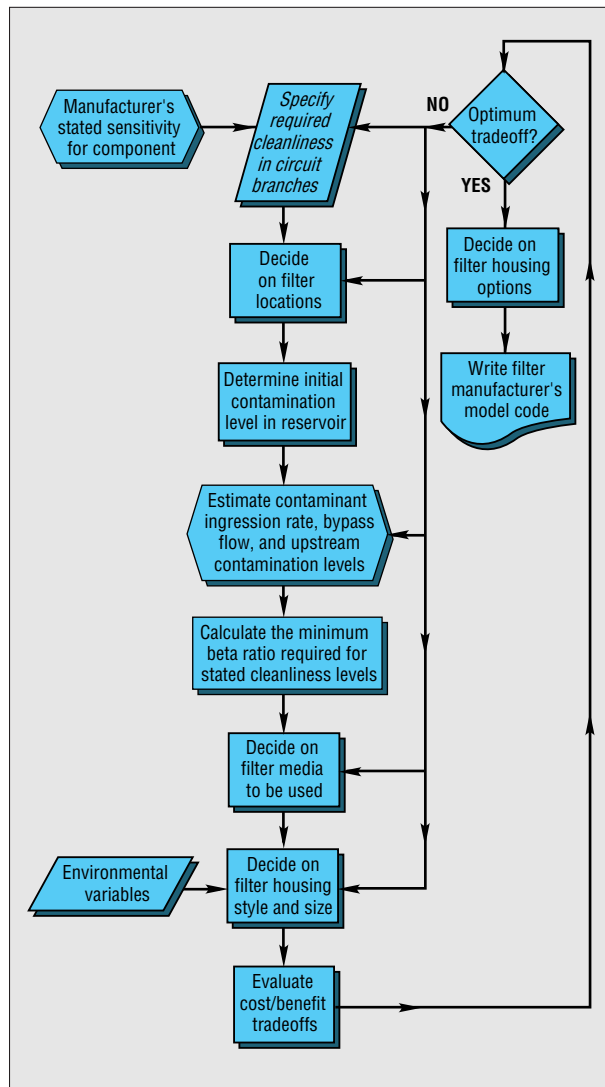 Manufacturer's
stated sensitivity
for component
Specify
required
cleanliness
in circuit
branches
NO
Optimum
tradeoff?
YES
Decide
on filter
locations
Decide on
filter housing
options
Determine initial
contamination
level in reservoir
Write filter
manufacturer's
model code
Estimate contaminant
ingression rate, bypass
flow, and upstream
contamination levels
Calculate the minimum
beta ratio required for
stated cleanliness levels
Decide on
filter media
to be used
Environmental
variables
Decide on
filter housing
style and size
Evaluate
cost/benefit
tradeoffs